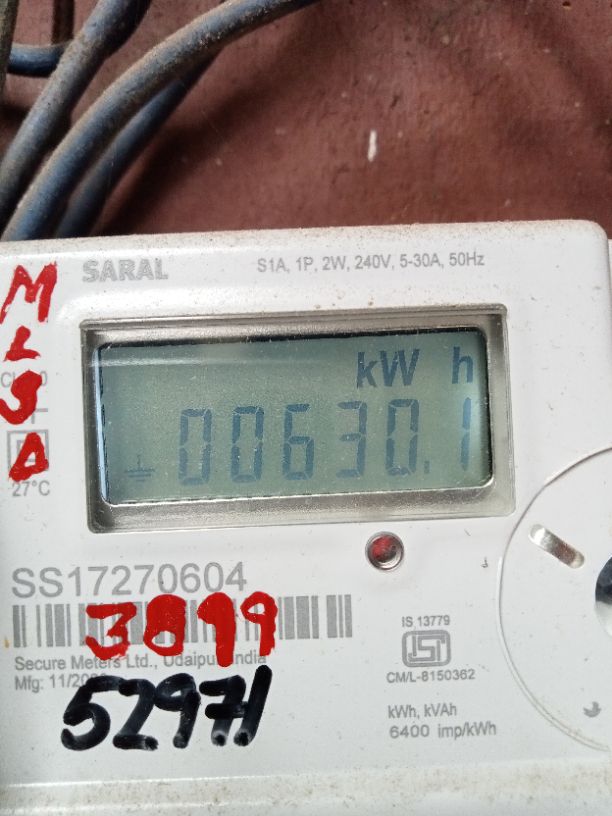 SARAL
S1A, 1P, 2W, 240V, 5-30A, 50Hz
kW h
00630.1
27°C
SS17270604
3899
IS 13779
ISI
CM/L-8150362
Secure Meters Ltd., Udaipur India
Mfg: 11/20
52971
kWh, kVAh
6400 imp/kWh